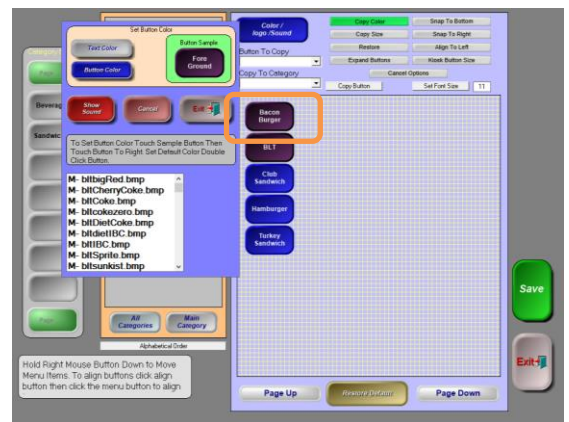 Set Button Color
Text Color
Button Color
Button Sample
Fore
Ground
Show
Sound
Cancel
Exit
To Set Button Color Touch Sample Button Then
Touch Button To Right. Set Default Color Double
Click Button.
M- bltbigRed.bmp
M- bltCherryCoke.bmp
M- bltCoke.bmp
M- bltcokezero.bmp
M- bltDietCoke.bmp
M- bltdietIBC.bmp
M- bltIBC.bmp
M- bltSprite.bmp
M- bltsunkist.bmp
Page
Beverag
Sandwic
Page
All
Categories
Main
Category
Alphabetical Order
Hold Right Mouse Button Down to Move
Menu Items. To align buttons click align
button then click the menu button to align
Color /
logo /Sound
Button To Copy
Copy To Category
Copy Color
Snap To Bottom
Copy Size
Snap To Right
Restore
Align To Left
Expand Buttons
Kiosk Button Size
Cancel Options
Copy Button
Set Font Size
11
Bacon
Burger
BLT
Club
Sandwich
Hamburger
Turkey
Sandwich
Page Up
Restore Default
Page Down
Save
Exit